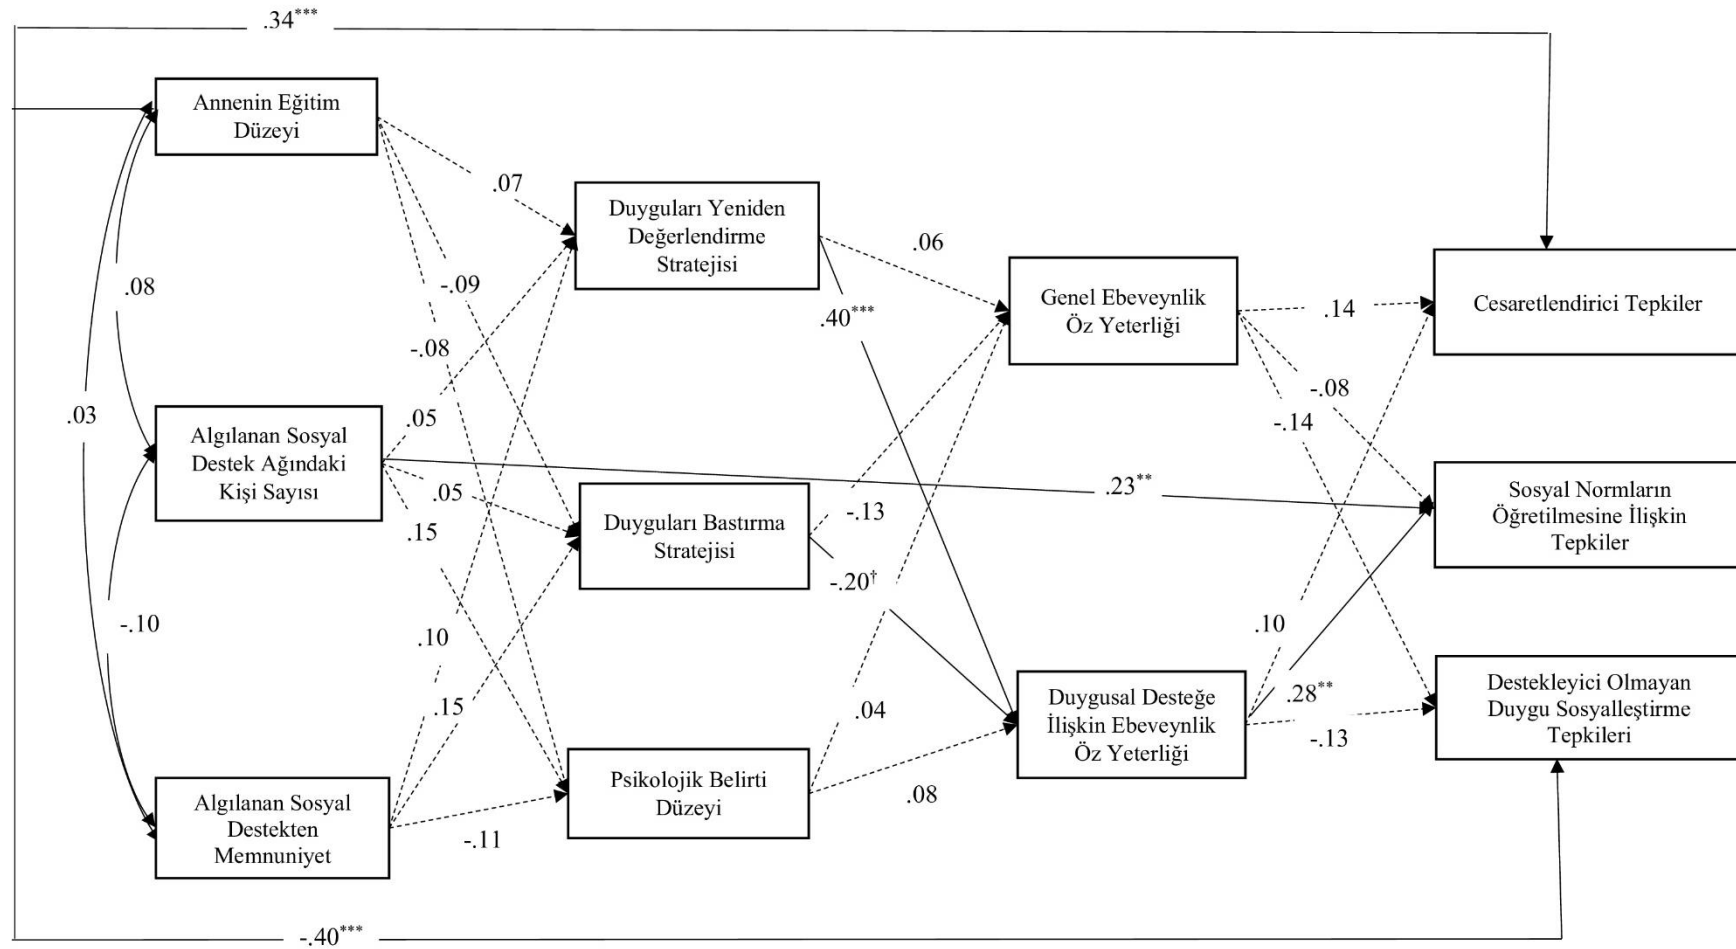 .34***
Annenin Eğitim
Düzeyi
.07
Duyguları Yeniden
Değerlendirme
Stratejisi
.06
Genel Ebeveynlik
Öz Yeterliği
.14
Cesaretlendirici Tepkiler
.08
-.09
.40***
-.08
-.08
.03
.05
-.14
Algılanan Sosyal
Destek Ağındaki
Kişi Sayısı
.05
.15
Duyguları Bastırma
Stratejisi
-.13
.23**
Sosyal Normların
Öğretilmesine İlişkin
Tepkiler
-.20†
-.10
.10
.10
.15
.04
Duygusal Desteğe
İlişkin Ebeveynlik
Öz Yeterliği
.28**
-.13
Destekleyici Olmayan
Duygu Sosyalleştirme
Tepkileri
Algılanan Sosyal
Destekten
Memnuniyet
-.11
Psikolojik Belirti
Düzeyi
.08
-.40***